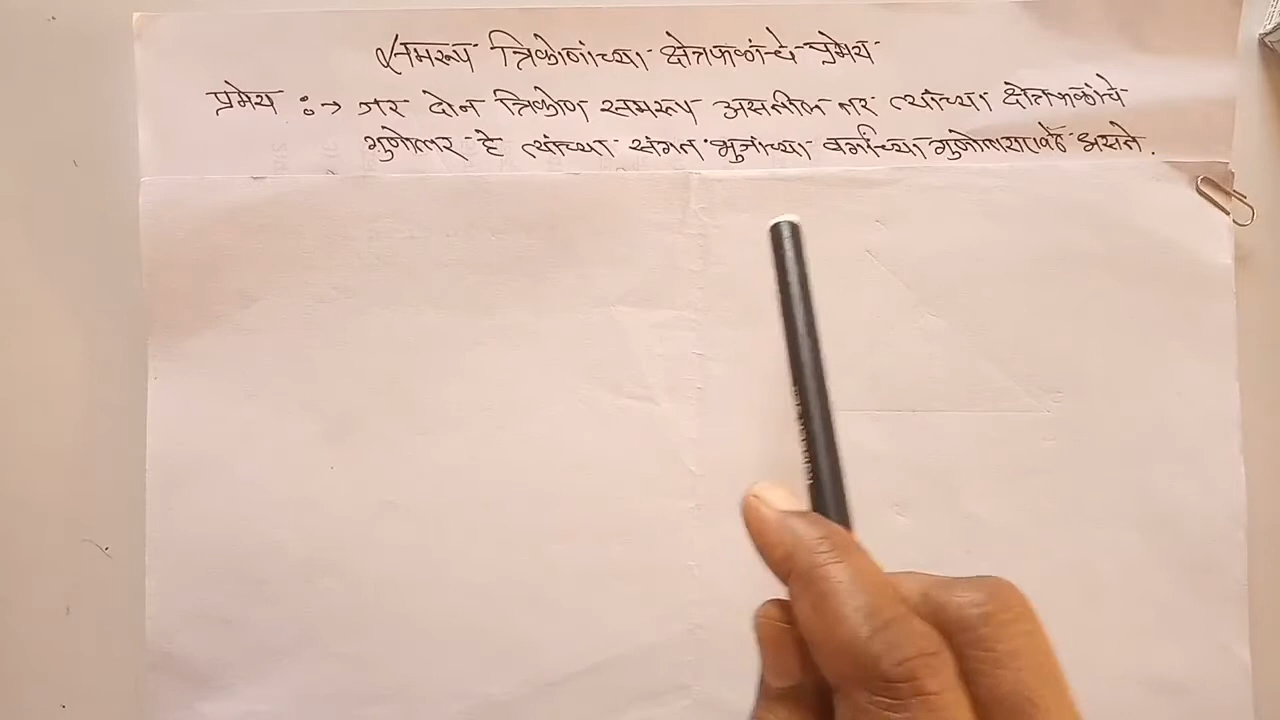 समरूप त्रिकोणांच्या क्षेत्रफळांचे प्रमेय
प्रमेय :→ जर दोन त्रिकोण समरूप असतील तर त्यांच्या क्षेत्रफळांचे
गुणोत्तर हे त्यांच्या संगत भुजांच्या वर्गांच्या गुणोत्तराएवढे असते.